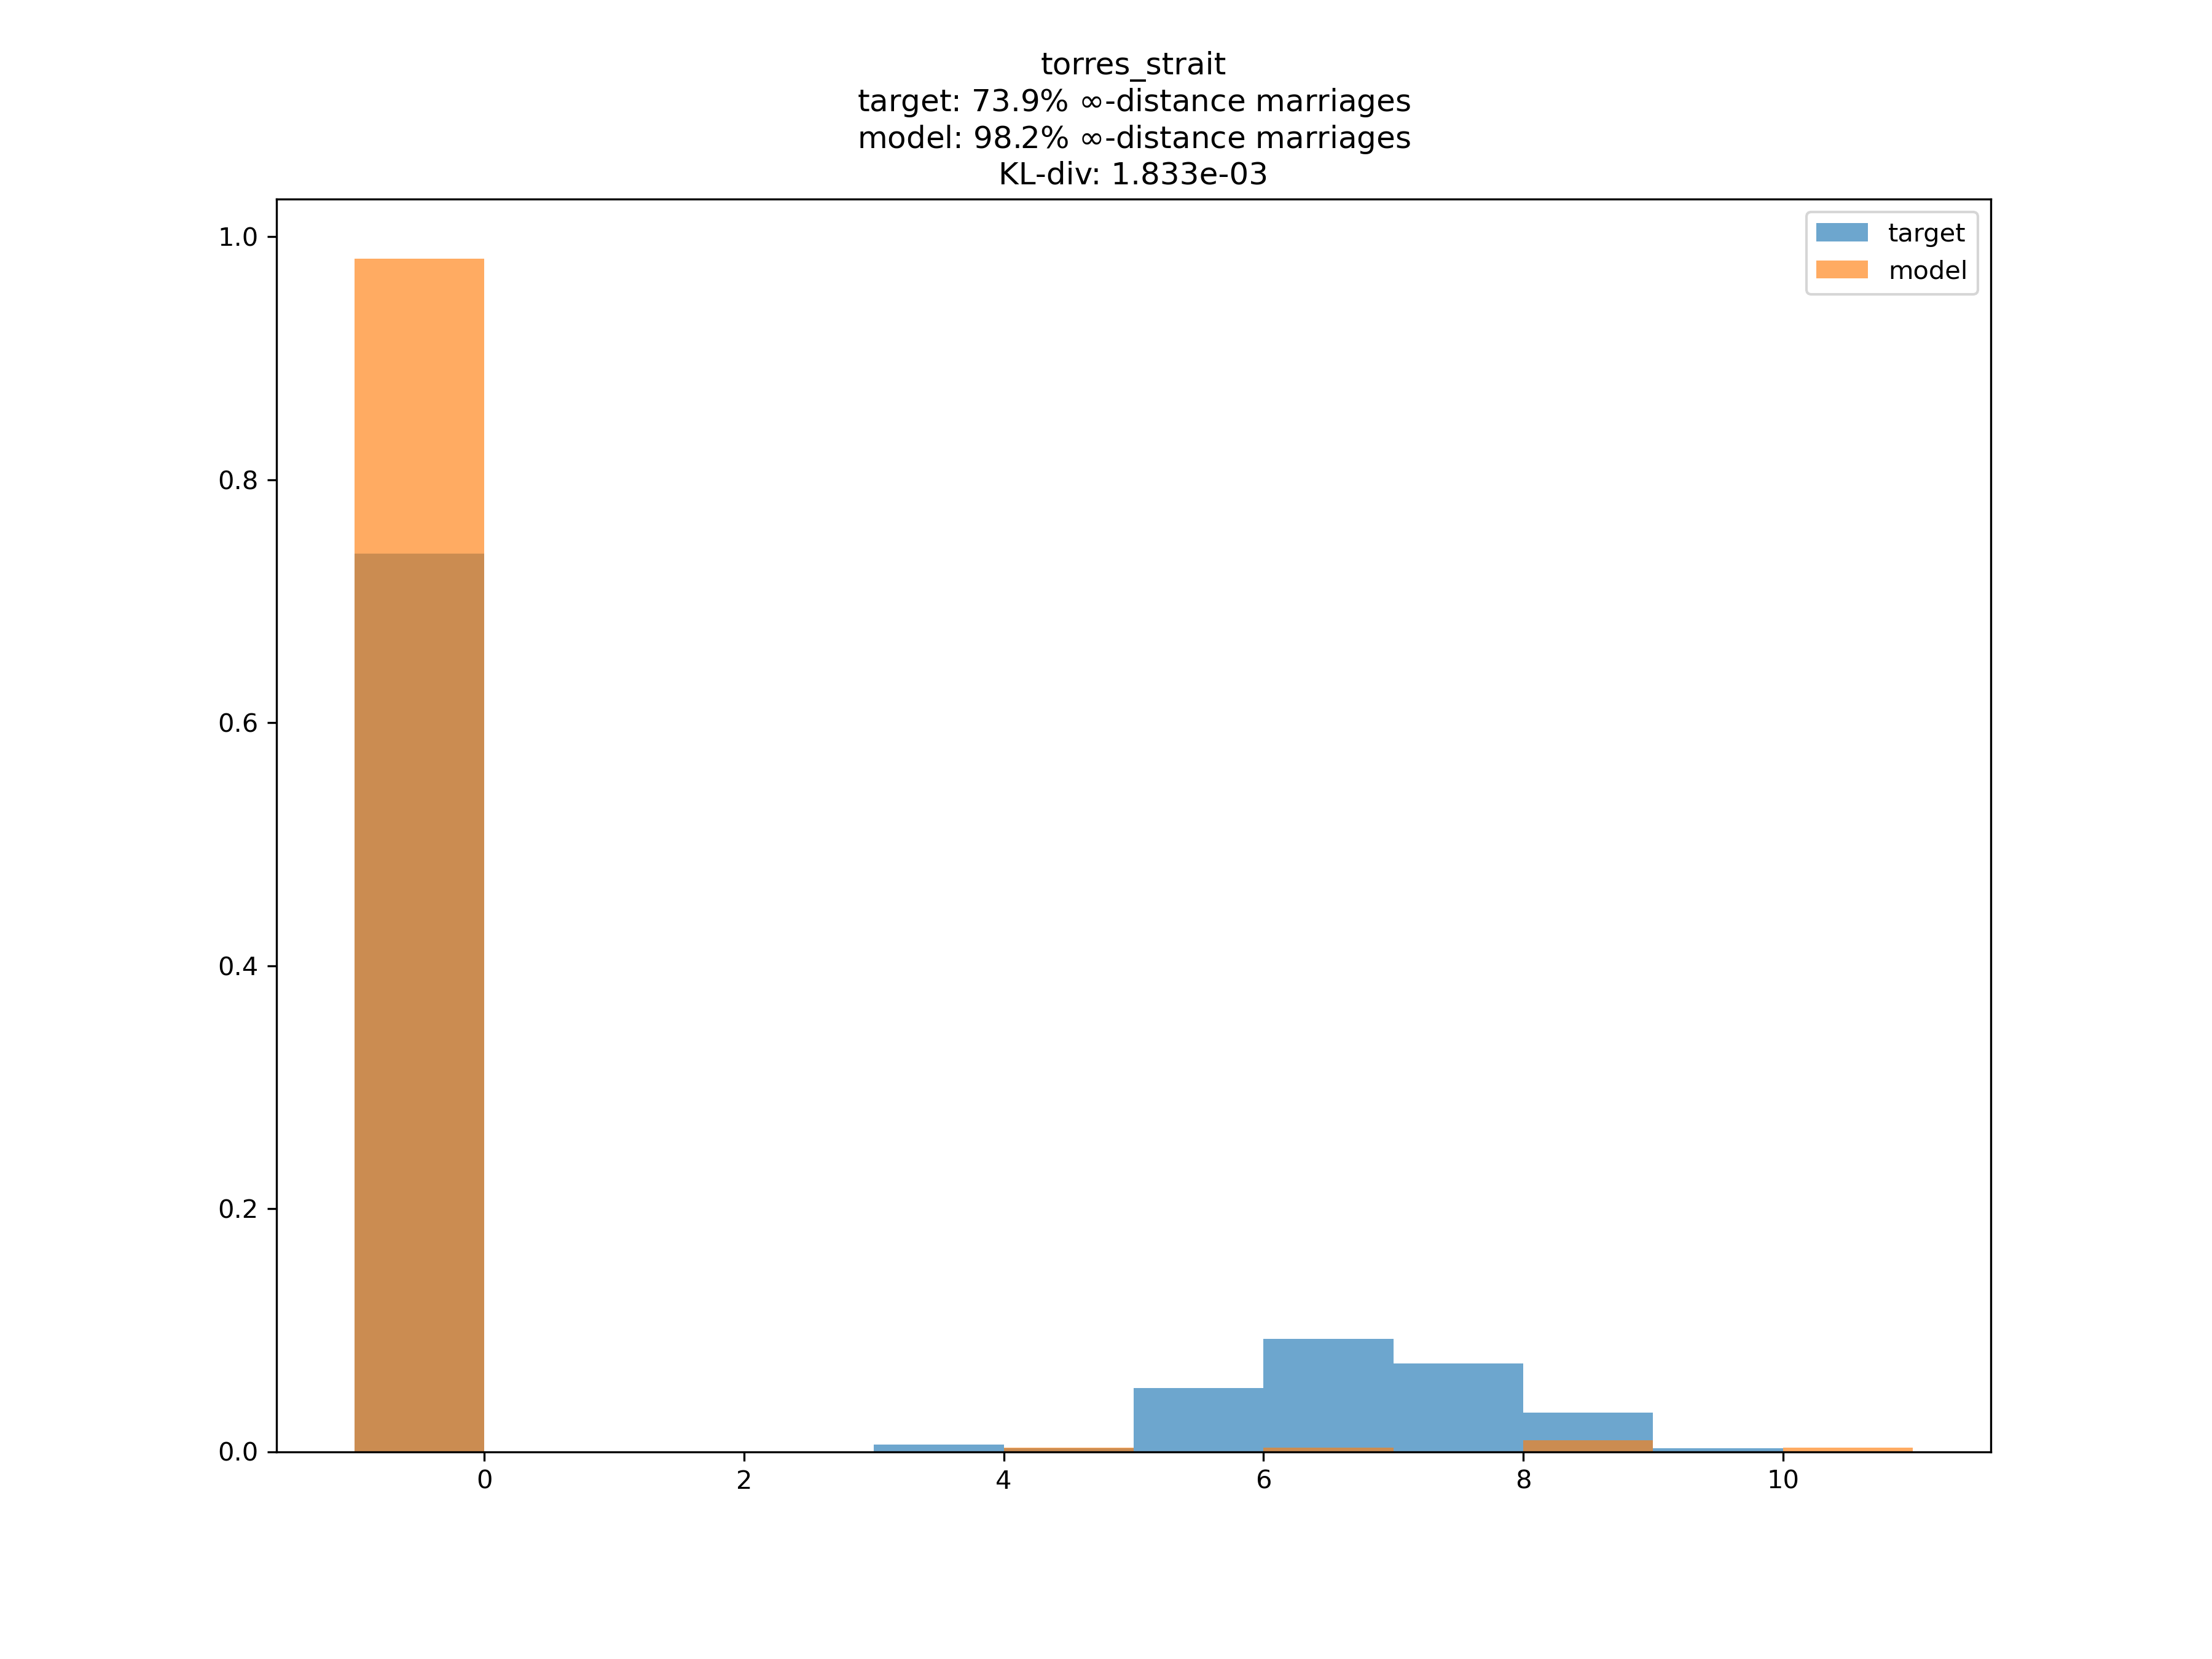 torres_strait
target: 73.9% ∞-distance marriages
model: 98.2% ∞-distance marriages
KL-div: 1.833e-03
target
model
1.0
0.8
0.6
0.4
0.2
0.0
0 2 4 6 8 10